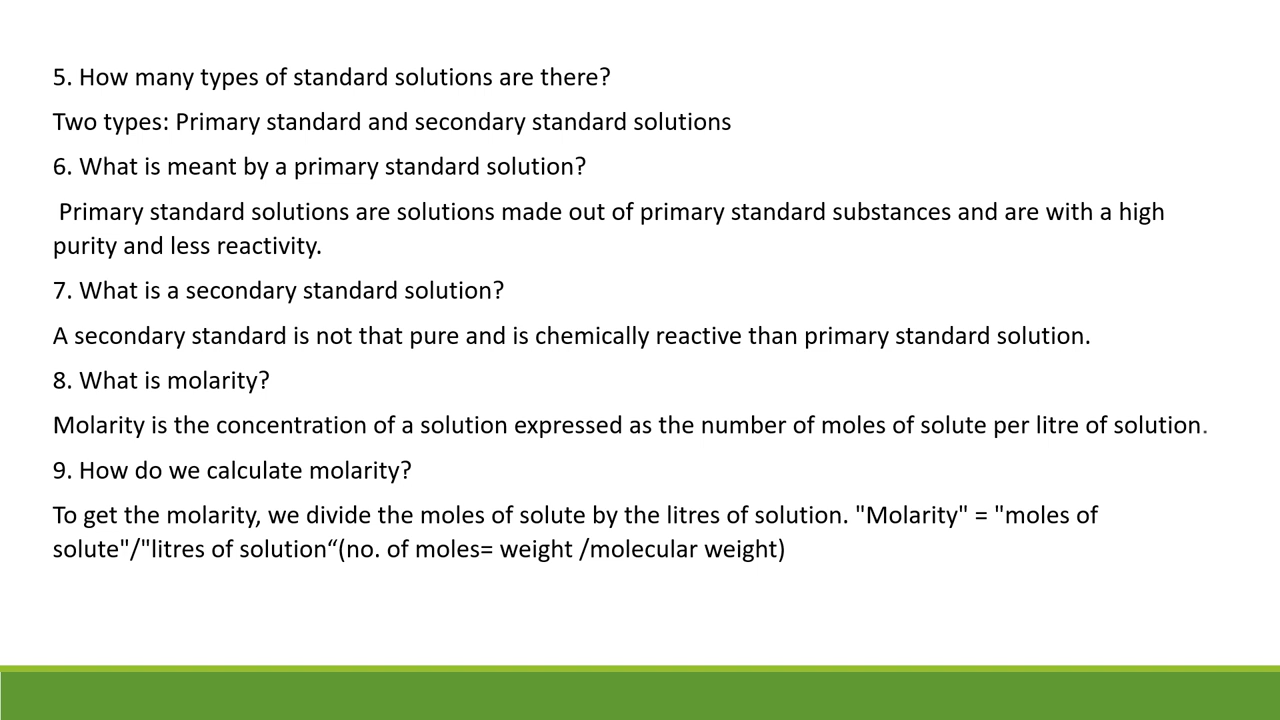 5. How many types of standard solutions are there?
Two types: Primary standard and secondary standard solutions
6. What is meant by a primary standard solution?
Primary standard solutions are solutions made out of primary standard substances and are with a high
purity and less reactivity.
7. What is a secondary standard solution?
A secondary standard is not that pure and is chemically reactive than primary standard solution.
8. What is molarity?
Molarity is the concentration of a solution expressed as the number of moles of solute per litre of solution.
9. How do we calculate molarity?
To get the molarity, we divide the moles of solute by the litres of solution. "Molarity" = "moles of
solute"/"litres of solution“(no. of moles= weight /molecular weight)